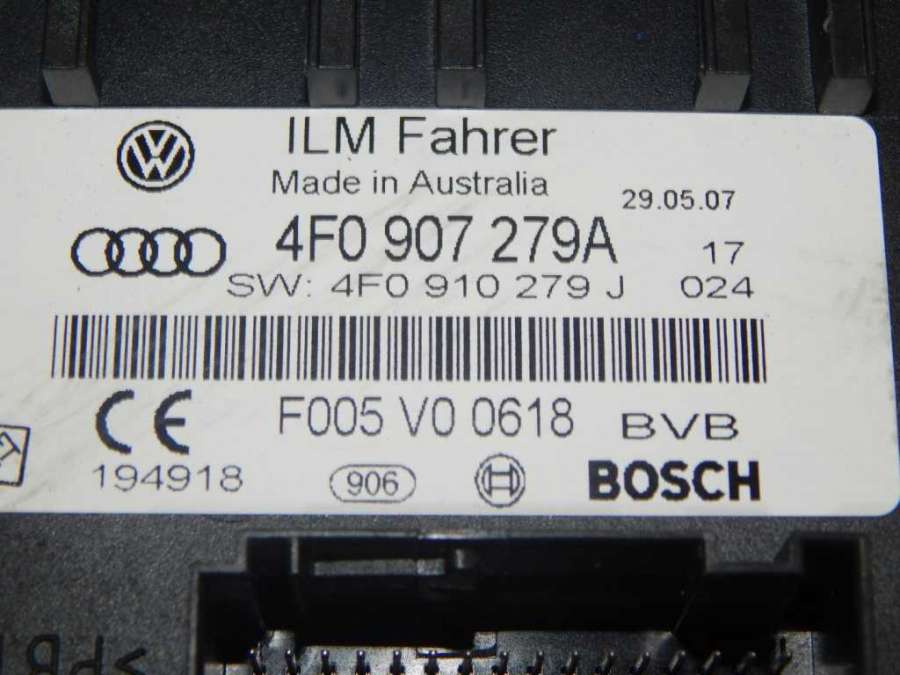 ILM Fahrer
Made in Australia
29.05.07
4F0 907 279A 17
SW: 4F0 910 279 J 024
CE F005 V0 0618 BVB
194918 906 BOSCH